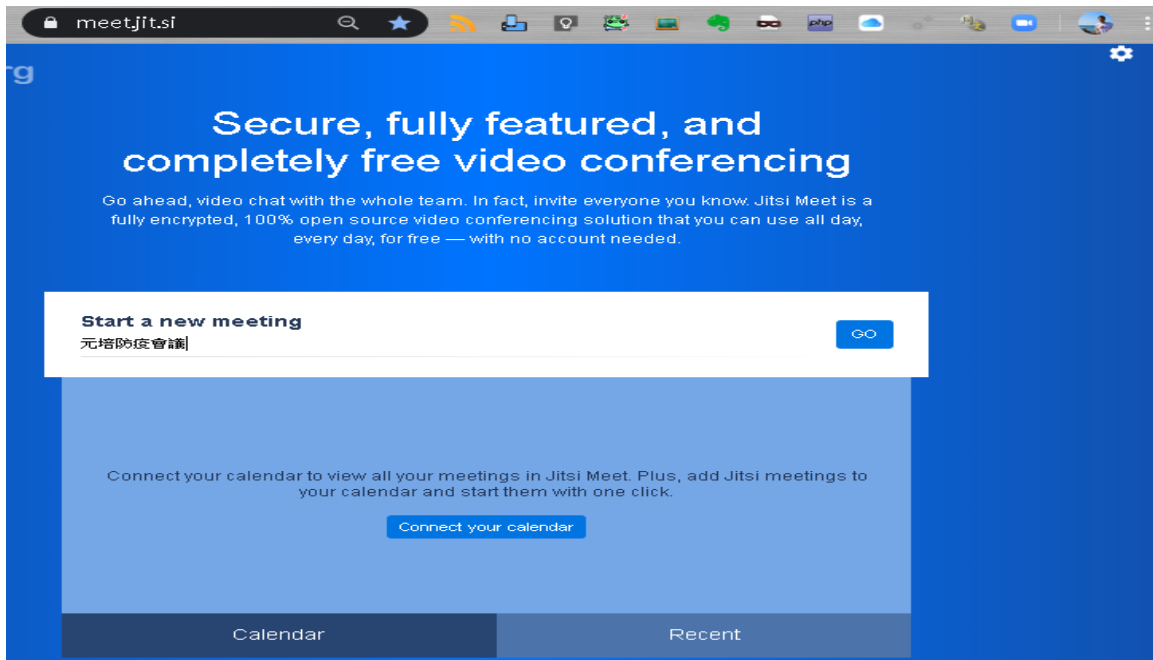 meet.jit.si
php
rg
Secure, fully featured, and
completely free video conferencing
Go ahead, video chat with the whole team. In fact, invite everyone you know. Jitsi Meet is a
fully encrypted, 100% open source video conferencing solution that you can use all day,
every day, for free — with no account needed.
Start a new meeting
元培防疫會議
GO
Connect your calendar to view all your meetings in Jitsi Meet. Plus, add Jitsi meetings to
your calendar and start them with one click.
Connect your calendar
Calendar Recent